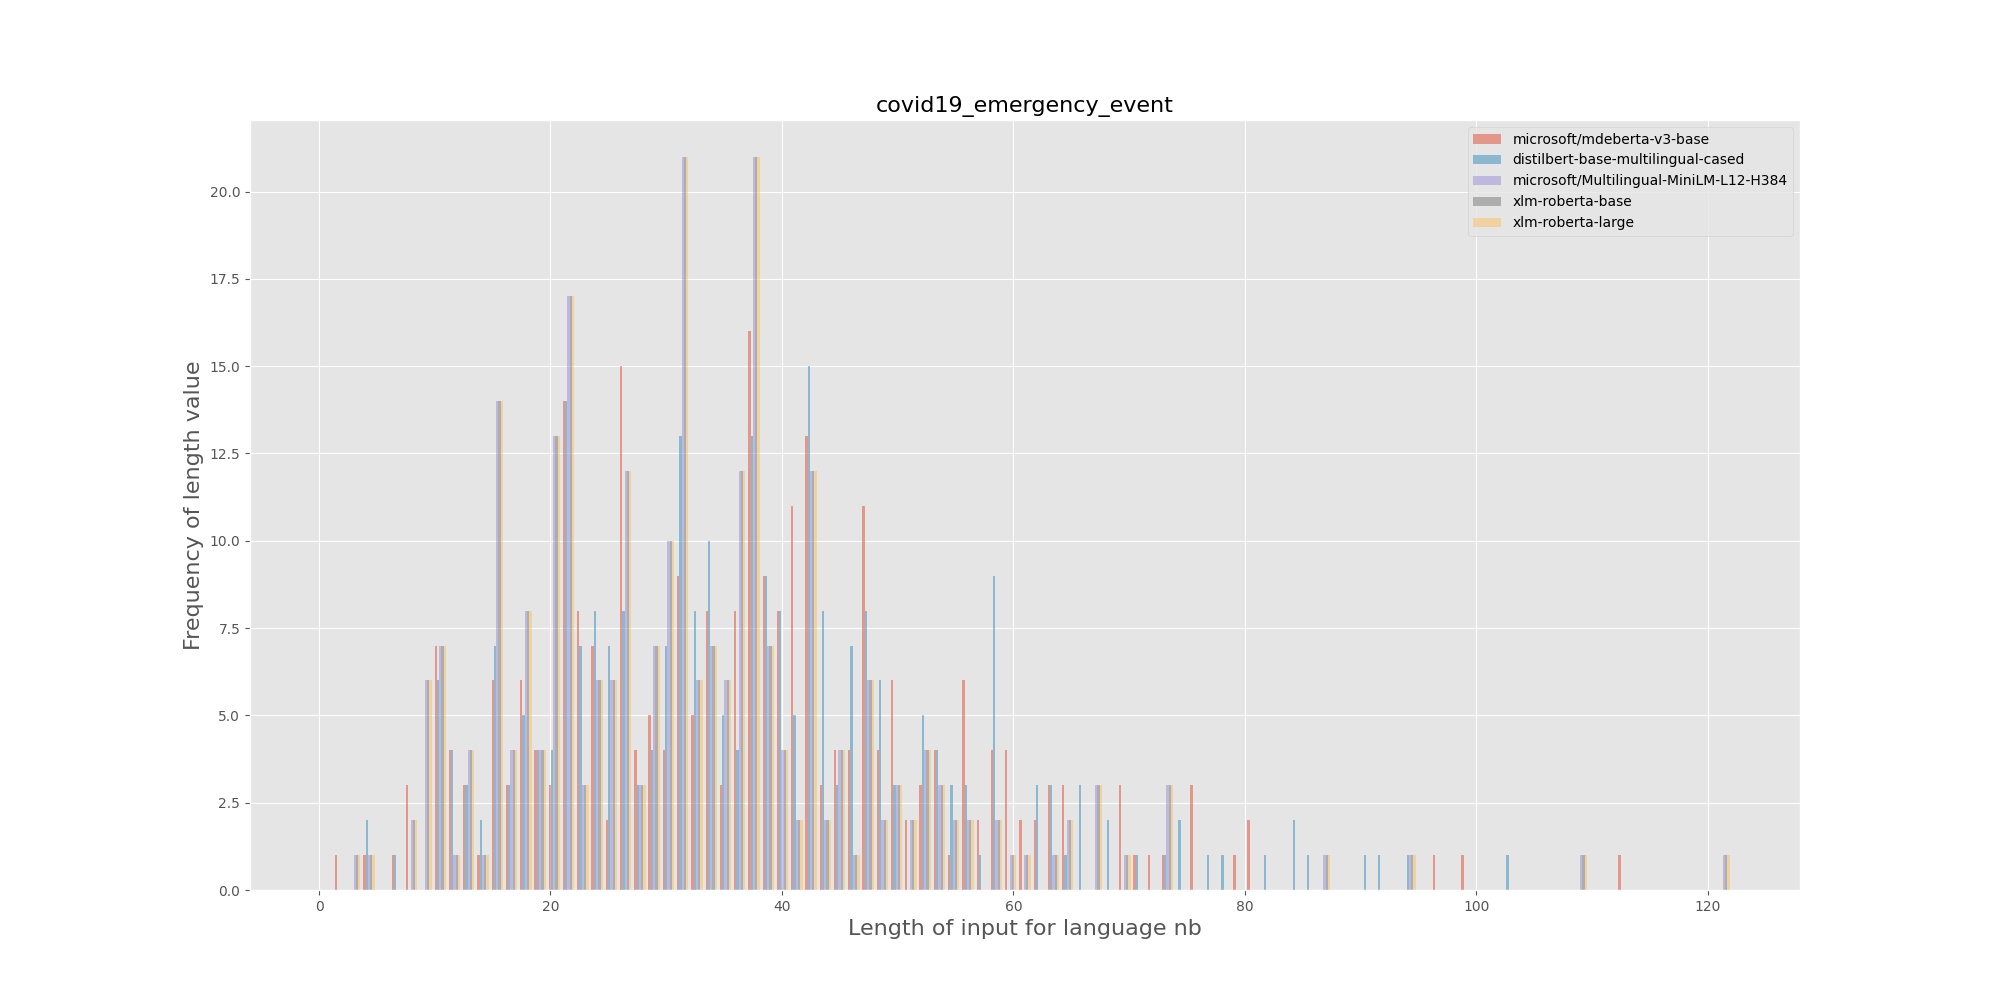 covid19_emergency_event
microsoft/mdeberta-v3-base
distilbert-base-multilingual-cased
microsoft/Multilingual-MiniLM-L12-H384
xlm-roberta-base
xlm-roberta-large
Frequency of length value
20.0
17.5
15.0
12.5
10.0
7.5
5.0
2.5
0.0
0 20 40 60 80 100 120
Length of input for language nb